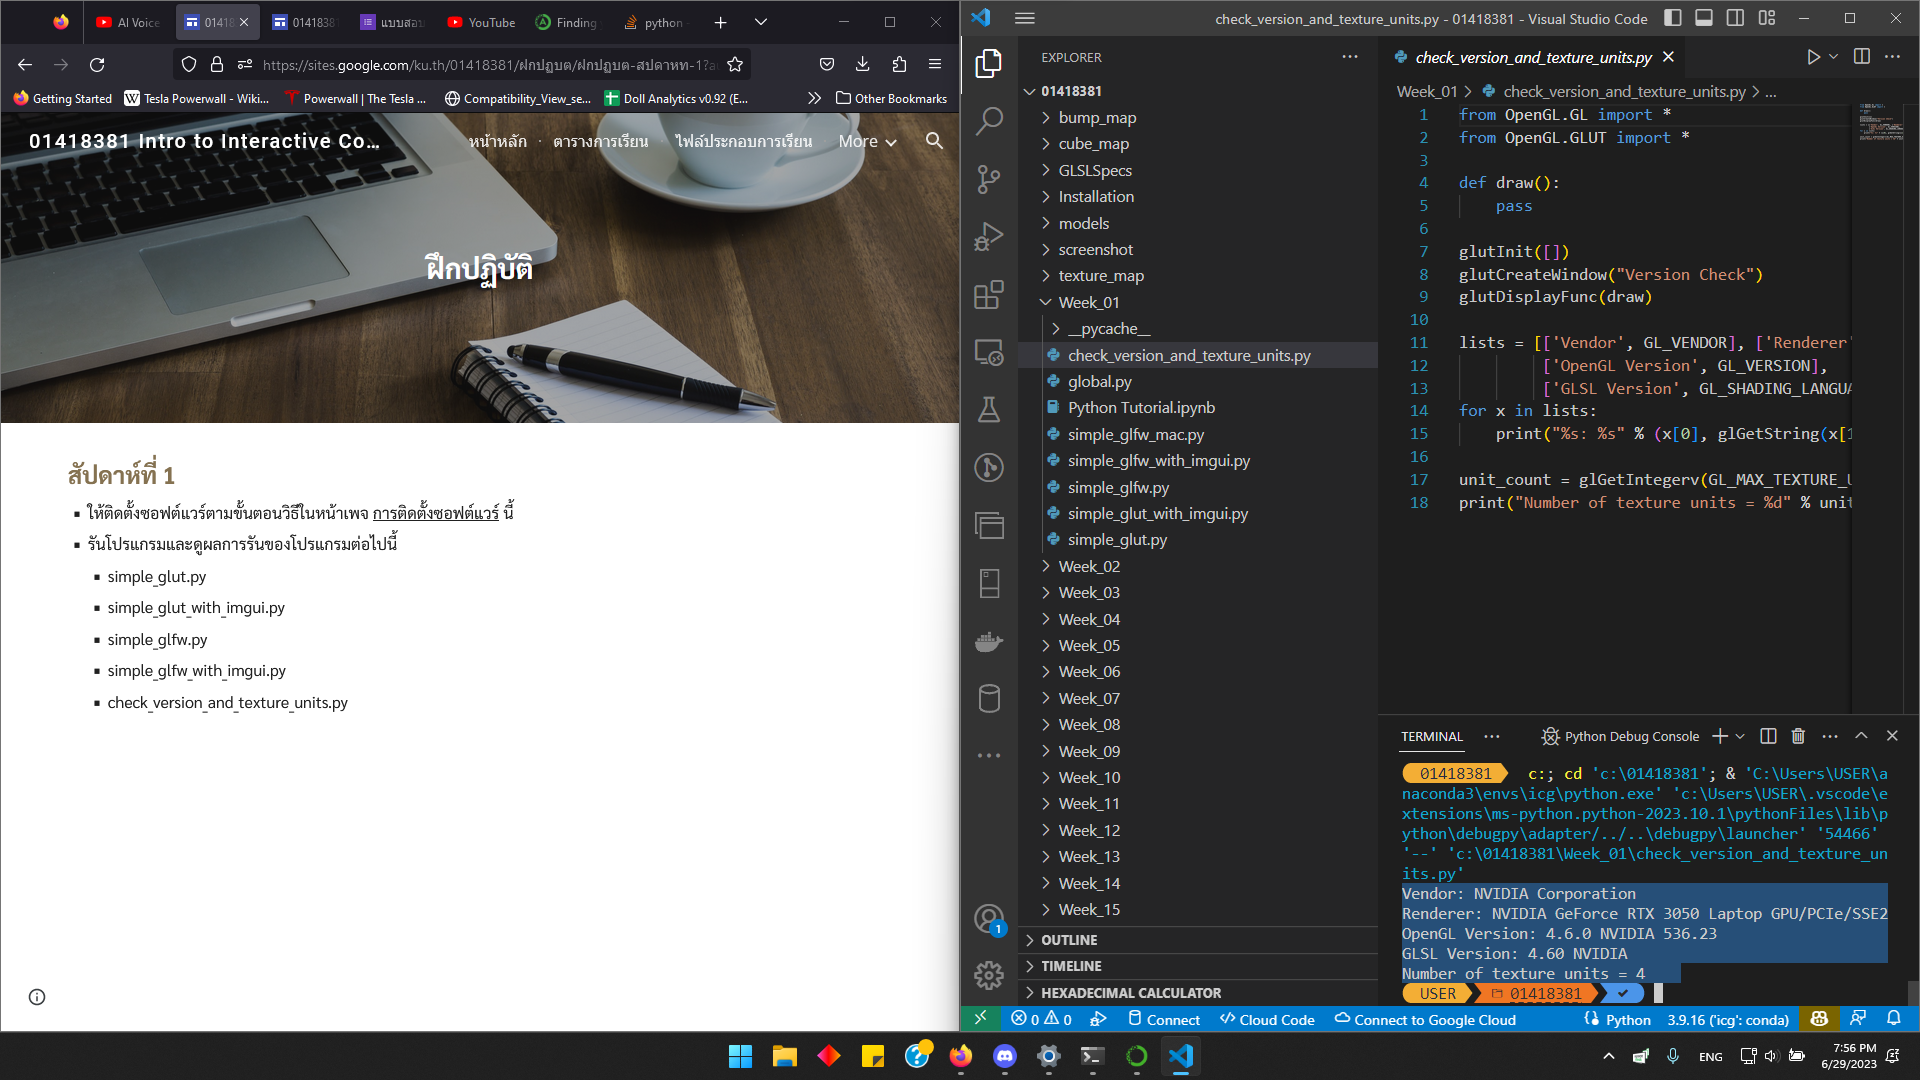 AI Voice
01418
01418381
แบบสอบ
YouTube
Finding
python
https://sites.google.com/ku.th/01418381/ฝกปฏบต/ฝกปฏบต-สปดาหท-1?a
Getting Started
Tesla Powerwall - Wiki...
Powerwall | The Tesla ...
Compatibility_View_se...
Doll Analytics v0.92 (E...
Other Bookmarks
01418381 Intro to Interactive Co...
หน้าหลัก
ตารางการเรียน
ไฟล์ประกอบการเรียน
More
ฝึกปฏิบัติ
สัปดาห์ที่ 1
ให้ติดตั้งซอฟต์แวร์ตามขั้นตอนวิธีในหน้าเพจ การติดตั้งซอฟต์แวร์ นี้
รันโปรแกรมและดูผลการรันของโปรแกรมต่อไปนี้
simple_glut.py
simple_glut_with_imgui.py
simple_glfw.py
simple_glfw_with_imgui.py
check_version_and_texture_units.py
check_version_and_texture_units.py - 01418381 - Visual Studio Code
EXPLORER
01418381
bump_map
cube_map
GLSLSpecs
Installation
models
screenshot
texture_map
Week_01
__pycache__
check_version_and_texture_units.py
global.py
Python Tutorial.ipynb
simple_glfw_mac.py
simple_glfw_with_imgui.py
simple_glfw.py
simple_glut_with_imgui.py
simple_glut.py
Week_02
Week_03
Week_04
Week_05
Week_06
Week_07
Week_08
Week_09
Week_10
Week_11
Week_12
Week_13
Week_14
Week_15
OUTLINE
TIMELINE
HEXADECIMAL CALCULATOR
1
check_version_and_texture_units.py
Week_01 > check_version_and_texture_units.py > ...
1 from OpenGL.GL import *
2 from OpenGL.GLUT import *
3
4 def draw():
5 pass
6
7 glutInit([])
8 glutCreateWindow("Version Check")
9 glutDisplayFunc(draw)
10
11 lists = [['Vendor', GL_VENDOR], ['Renderer'
12 ['OpenGL Version', GL_VERSION],
13 ['GLSL Version', GL_SHADING_LANGUA
14 for x in lists:
15 print("%s: %s" % (x[0], glGetString(x[1
16
17 unit_count = glGetIntegerv(GL_MAX_TEXTURE_U
18 print("Number of texture units = %d" % unit
TERMINAL
Python Debug Console
01418381 c:; cd 'c:\01418381'; & 'C:\Users\USER\a
naconda3\envs\icg\python.exe' 'c:\Users\USER\.vscode\e
xtensions\ms-python.python-2023.10.1\pythonFiles\lib\p
ython\debugpy\adapter/../..\debugpy\launcher' '54466'
'--' 'c:\01418381\Week_01\check_version_and_texture_un
its.py'
Vendor: NVIDIA Corporation
Renderer: NVIDIA GeForce RTX 3050 Laptop GPU/PCIe/SSE2
OpenGL Version: 4.6.0 NVIDIA 536.23
GLSL Version: 4.60 NVIDIA
Number of texture units = 4
USER 01418381
0 0
Connect
Cloud Code
Connect to Google Cloud
Python
3.9.16 ('icg': conda)
ENG
7:56 PM
6/29/2023